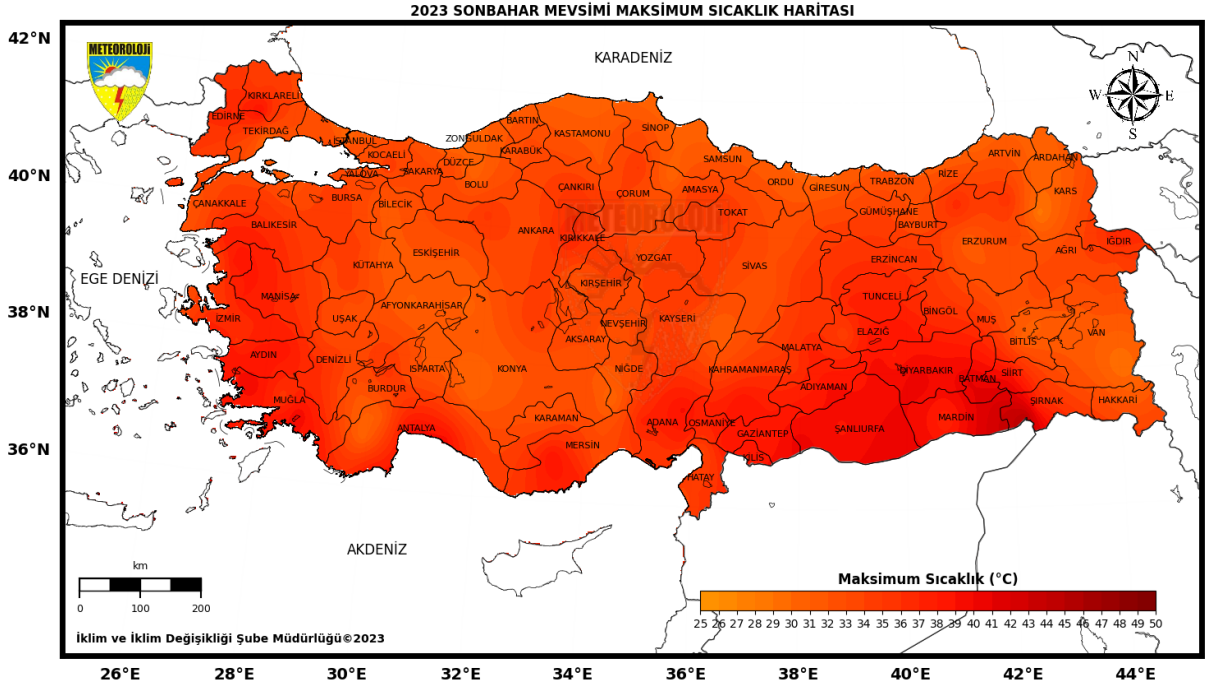 2023 SONBAHAR MEVSİMİ MAKSİMUM SICAKLIK HARİTASI
42°N
40°N
38°N
36°N
METEOROLOJİ
KARADENİZ
N
W E
S
KIRKLARELİ
EDİRNE
TEKİRDAĞ
İSTANBUL
KOCAELİ
YALOVA
SAKARYA
DÜZCE
ZONGULDAK
BARTIN
KARABÜK
KASTAMONU
SİNOP
SAMSUN
BOLU
ÇANKIRI
ÇORUM
AMASYA
ORDU
GİRESUN
TRABZON
RİZE
ARTVİN
ARDAHAN
KARS
ÇANAKKALE
BURSA
BİLECİK
BALIKESİR
TOKAT
GÜMÜŞHANE
BAYBURT
METEOROLOJİ
ANKARA
KIRIKKALE
ESKİŞEHİR
KÜTAHYA
YOZGAT
SİVAS
ERZİNCAN
ERZURUM
AĞRI
IĞDIR
EGE DENİZİ
MANİSA
İZMİR
UŞAK
AFYONKARAHİSAR
KIRŞEHİR
NEVŞEHİR
KAYSERİ
AKSARAY
TUNCELİ
BİNGÖL
MUŞ
ELAZIĞ
BİTLİS
VAN
MALATYA
AYDIN
DENİZLİ
ISPARTA
KONYA
NİĞDE
KAHRAMANMARAŞ
ADIYAMAN
DİYARBAKIR
BATMAN
SİİRT
BURDUR
MUĞLA
ŞIRNAK
HAKKARİ
ANTALYA
KARAMAN
ADANA
OSMANİYE
GAZİANTEP
ŞANLIURFA
MARDİN
MERSİN
KİLİS
HATAY
AKDENİZ
km
0 100 200
Maksimum Sıcaklık (°C)
25 26 27 28 29 30 31 32 33 34 35 36 37 38 39 40 41 42 43 44 45 46 47 48 49 50
İklim ve İklim Değişikliği Şube Müdürlüğü©2023
26°E 28°E 30°E 32°E 34°E 36°E 38°E 40°E 42°E 44°E